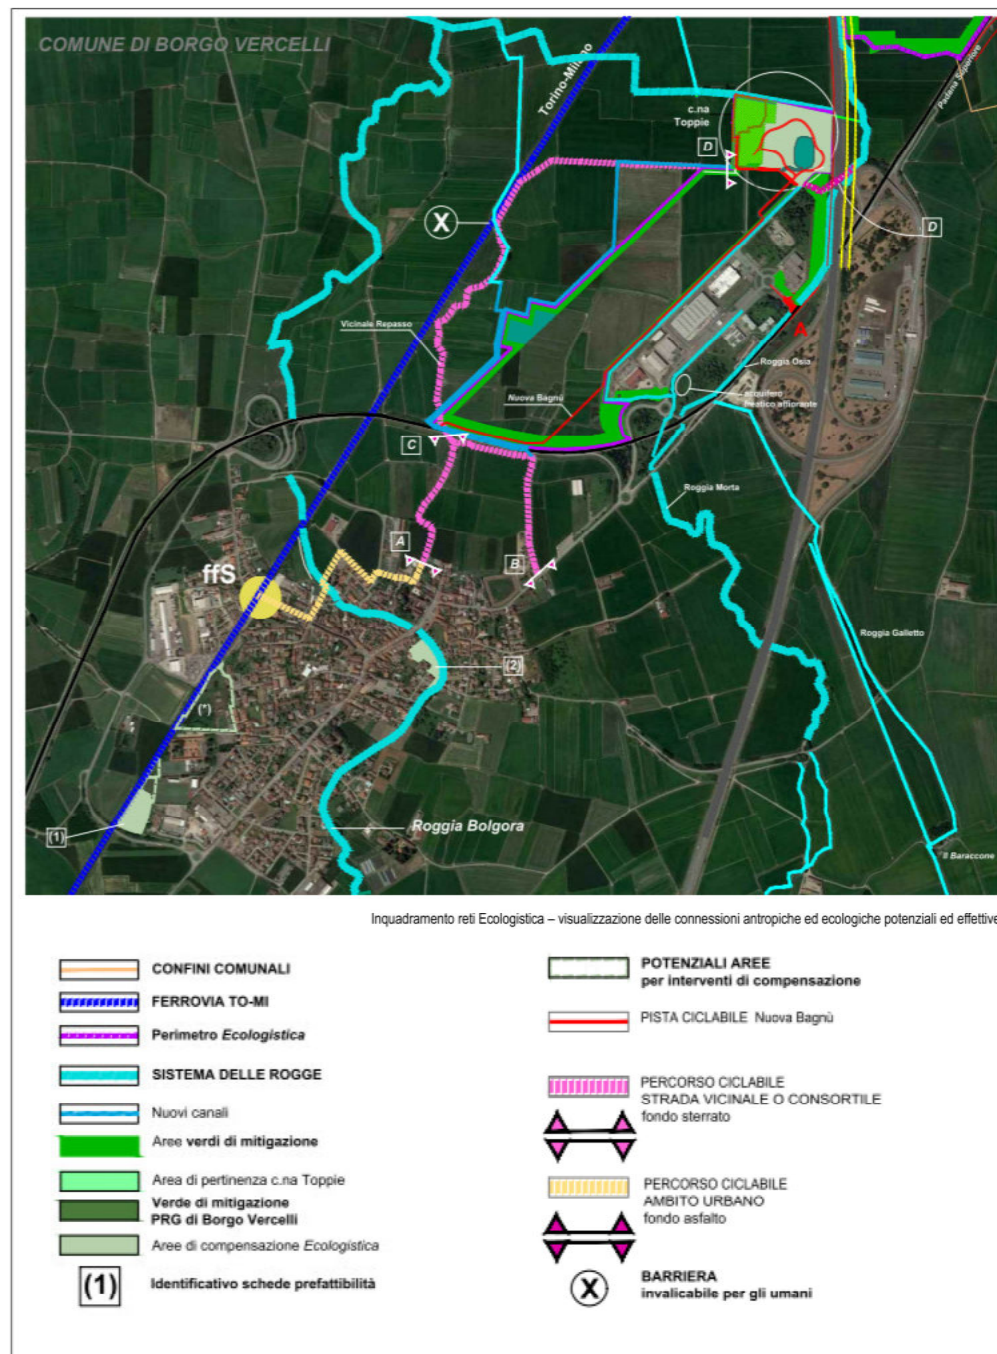 COMUNE DI BORGO VERCELLI
Torino-Milano
Padana Superiore
c.na
Toppie
D
D
X
Vicinale Repasso
A
Roggia Osia
acquifero
freatico affiorante
Nuova Bagnù
C
Roggia Morta
A
B
ffS
Roggia Galletto
(2)
(*)
Roggia Bolgora
(1)
Il Baraccone
Inquadramento reti Ecologistica – visualizzazione delle connessioni antropiche ed ecologiche potenziali ed effettive
CONFINI COMUNALI
FERROVIA TO-MI
Perimetro Ecologistica
SISTEMA DELLE ROGGE
Nuovi canali
Aree verdi di mitigazione
Area di pertinenza c.na Toppie
Verde di mitigazione
PRG di Borgo Vercelli
Aree di compensazione Ecologistica
(1) Identificativo schede prefattibilità
POTENZIALI AREE
per interventi di compensazione
PISTA CICLABILE Nuova Bagnù
PERCORSO CICLABILE
STRADA VICINALE O CONSORTILE
fondo sterrato
PERCORSO CICLABILE
AMBITO URBANO
fondo asfalto
X BARRIERA
invalicabile per gli umani